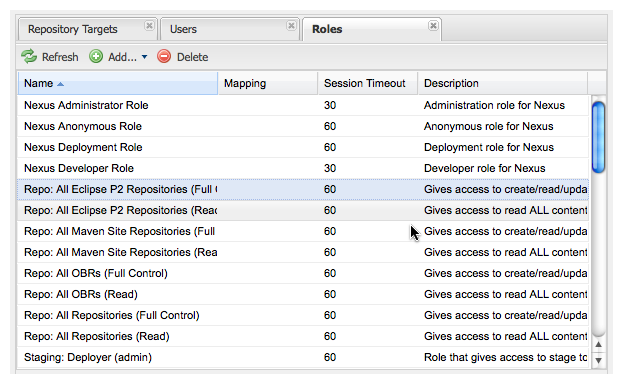 Repository Targets Users Roles
Refresh Add... Delete
Name Mapping Session Timeout Description
Nexus Administrator Role 30 Administration role for Nexus
Nexus Anonymous Role 60 Anonymous role for Nexus
Nexus Deployment Role 60 Deployment role for Nexus
Nexus Developer Role 30 Developer role for Nexus
Repo: All Eclipse P2 Repositories (Full 60 Gives access to create/read/upda
Repo: All Eclipse P2 Repositories (Read 60 Gives access to read ALL content
Repo: All Maven Site Repositories (Full 60 Gives access to create/read/upda
Repo: All Maven Site Repositories (Rea 60 Gives access to read ALL content
Repo: All OBRs (Full Control) 60 Gives access to create/read/upda
Repo: All OBRs (Read) 60 Gives access to read ALL content
Repo: All Repositories (Full Control) 60 Gives access to create/read/upda
Repo: All Repositories (Read) 60 Gives access to read ALL content
Staging: Deployer (admin) 60 Role that gives access to stage to